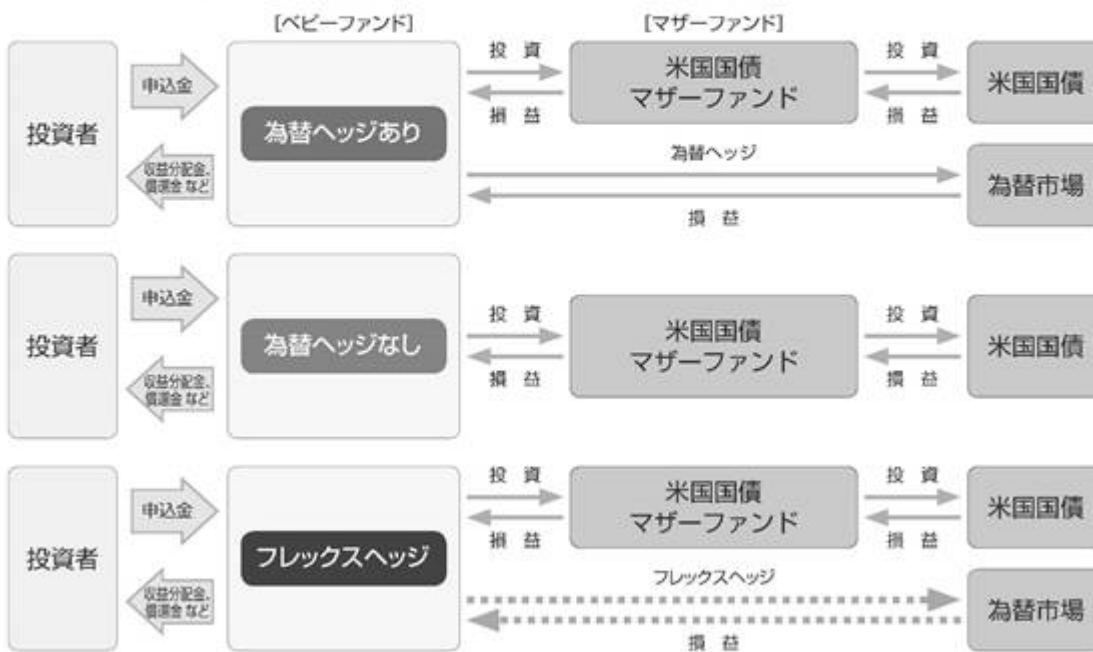 [ベビーファンド]
[マザーファンド]
投資者
申込金
収益分配金、
償還金 など
為替ヘッジあり
投 資
損 益
米国国債
マザーファンド
投 資
損 益
米国国債
為替ヘッジ
損 益
為替市場
投資者
申込金
収益分配金、
償還金 など
為替ヘッジなし
投 資
損 益
米国国債
マザーファンド
投 資
損 益
米国国債
投資者
申込金
収益分配金、
償還金 など
フレックスヘッジ
投 資
損 益
米国国債
マザーファンド
投 資
損 益
米国国債
フレックスヘッジ
損 益
為替市場